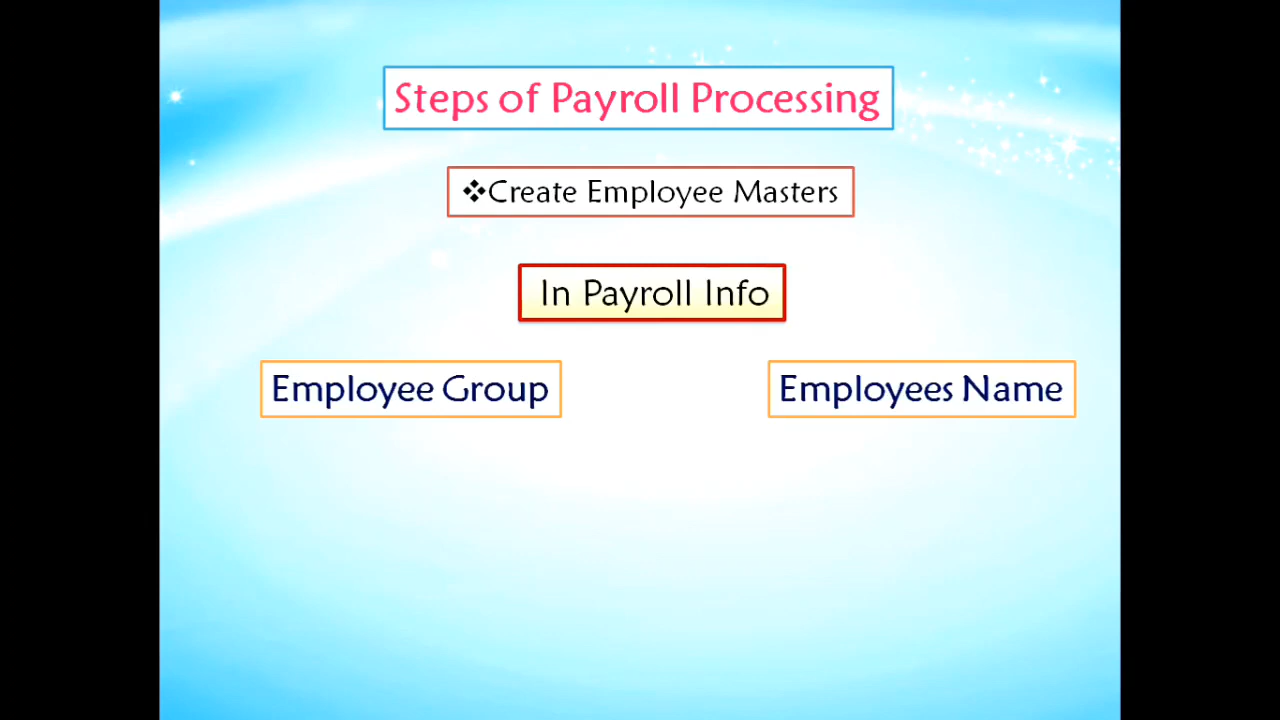 Steps of Payroll Processing
❖Create Employee Masters
In Payroll Info
Employee Group
Employees Name